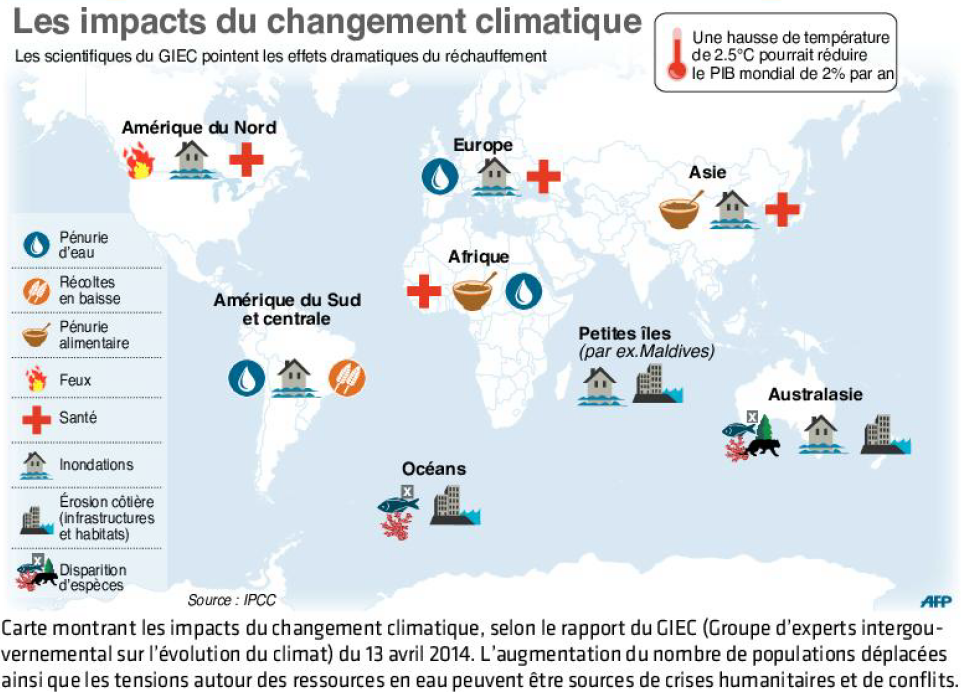 Les impacts du changement climatique
Les scientifiques du GIEC pointent les effets dramatiques du réchauffement
Une hausse de température
de 2.5°C pourrait réduire
le PIB mondial de 2% par an
Amérique du Nord
Europe
Asie
Afrique
Amérique du Sud
et centrale
Petites îles
(par ex.Maldives)
Australasie
Océans
Pénurie
d'eau
Récoltes
en baisse
Pénurie
alimentaire
Feux
Santé
Inondations
Érosion côtière
(infrastructures
et habitats)
X
Disparition
d'espèces
X
X
Source : IPCC
AFP
Carte montrant les impacts du changement climatique, selon le rapport du GIEC (Groupe d'experts intergou-
vernemental sur l'évolution du climat) du 13 avril 2014. L'augmentation du nombre de populations déplacées
ainsi que les tensions autour des ressources en eau peuvent être sources de crises humanitaires et de conflits.